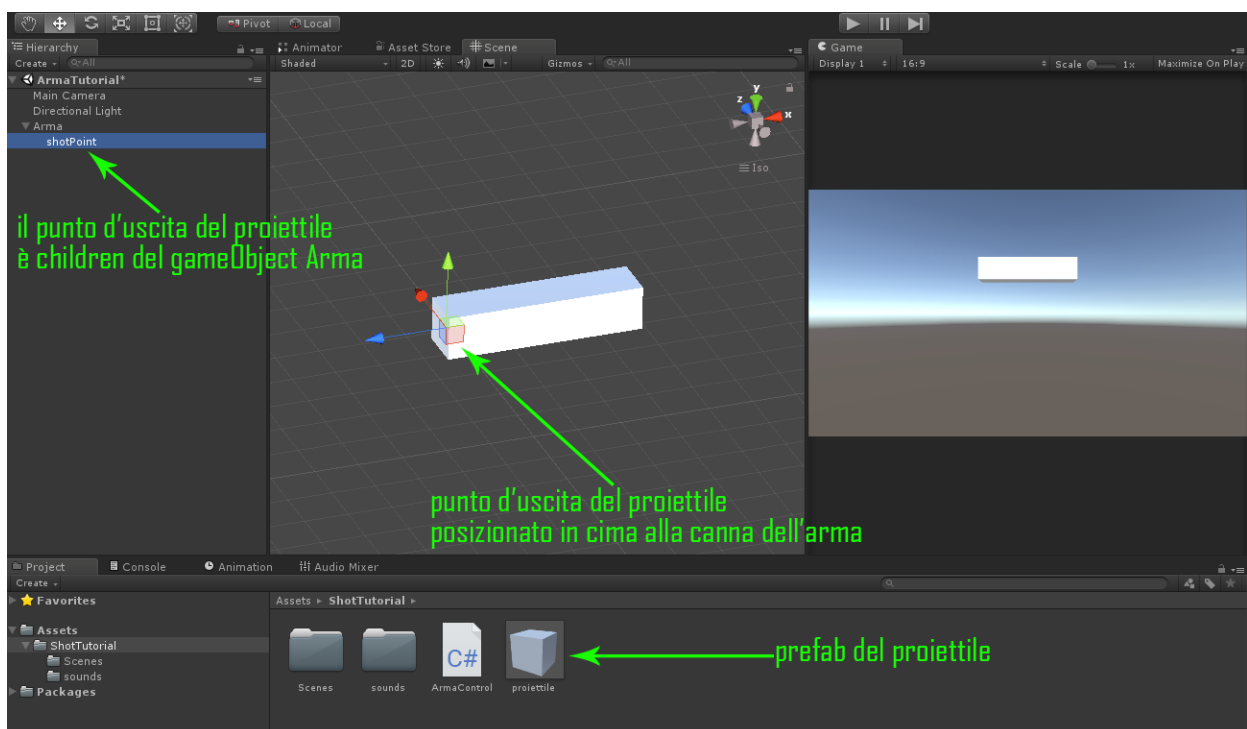 Pivot Local
Hierarchy
Create All
ArmaTutorial*
Main Camera
Directional Light
Arma
shotPoint
il punto d'uscita del proiettile
è children del gameObject Arma
Animator Asset Store Scene
Shaded 2D Gizmos All
y
z
x
Iso
punto d'uscita del proiettile
posizionato in cima alla canna dell'arma
Game
Display 1 16:9 Scale 1x Maximize On Play
Project Console Animation Audio Mixer
Create
Favorites
Assets
ShotTutorial
Scenes
sounds
Packages
Assets ▸ ShotTutorial ▸
C#
Scenes sounds ArmaControl proiettile
prefab del proiettile